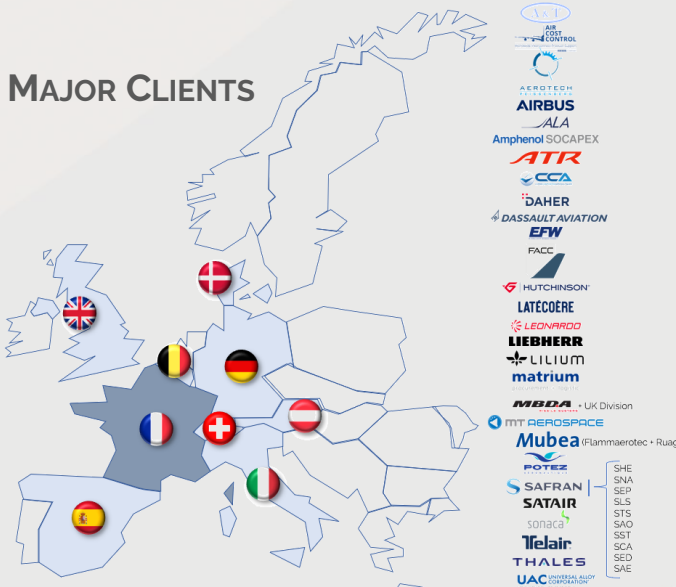 MAJOR CLIENTS
A&I
AIR
COST
CONTROL
AEROTECH
AIRBUS
ALA
Amphenol SOCAPEX
ATR
CCA
DAHER
DASSAULT AVIATION
EFW
FACC
HUTCHINSON
LATÉCOÈRE
LEONARDO
LIEBHERR
LILIUM
matrium
MBDA + UK Division
MT AEROSPACE
Mubea (Flammaerotec + Ruag
POTEZ
SAFRAN
SHE
SNA
SEP
SLS
STS
SAO
SST
SCA
SED
SAE
SATAIR
sonaca
Telair
THALES
UAC UNIVERSAL ALLOY
CORPORATION